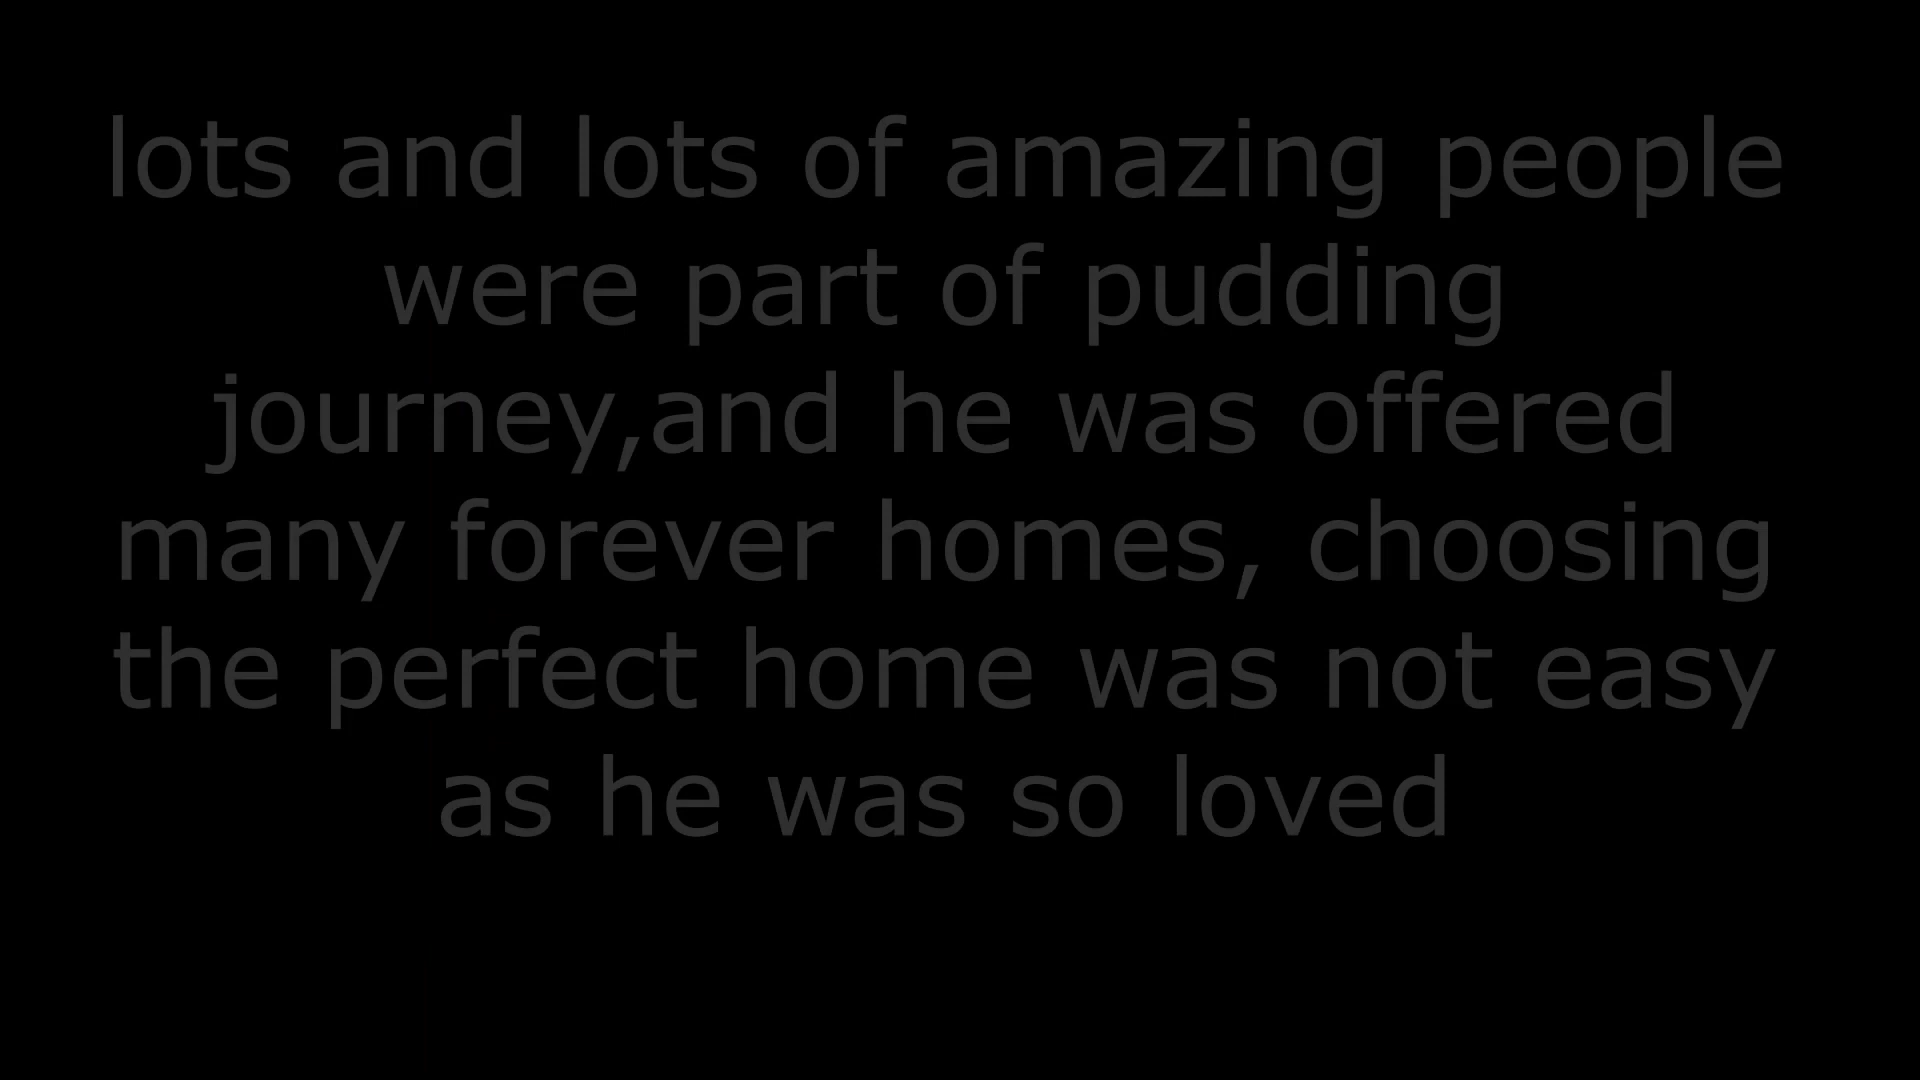 lots and lots of amazing people
were part of pudding
journey,and he was offered
many forever homes, choosing
the perfect home was not easy
as he was so loved